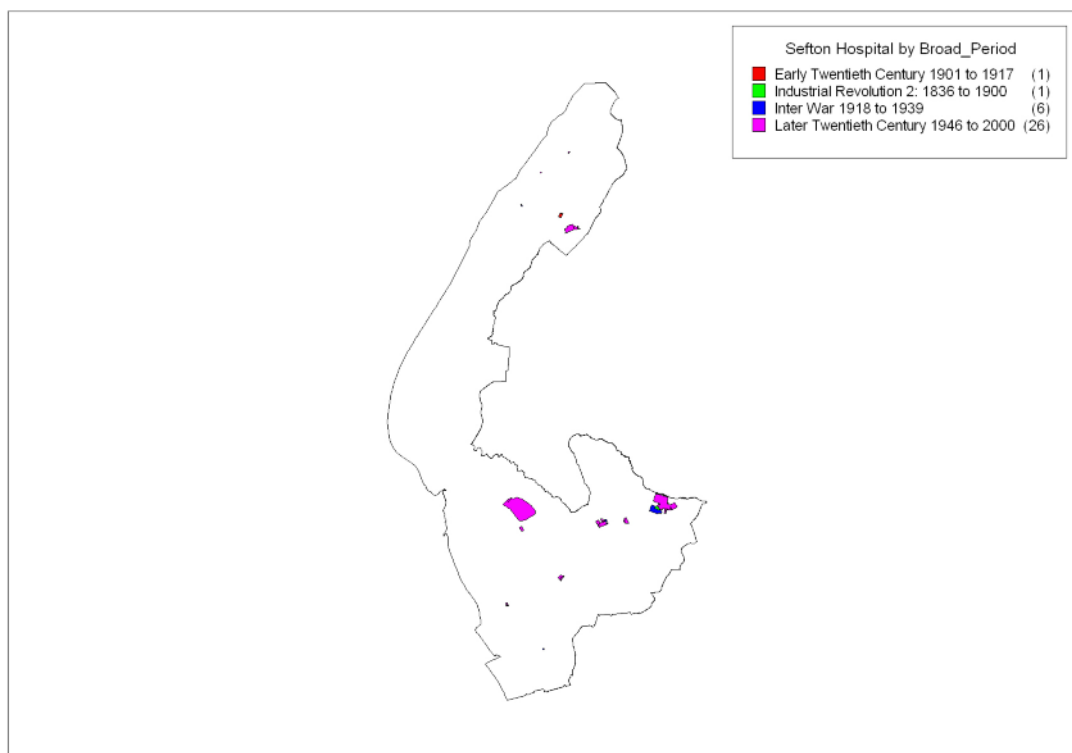 Sefton Hospital by Broad_Period
Early Twentieth Century 1901 to 1917 (1)
Industrial Revolution 2: 1836 to 1900 (1)
Inter War 1918 to 1939 (6)
Later Twentieth Century 1946 to 2000 (26)